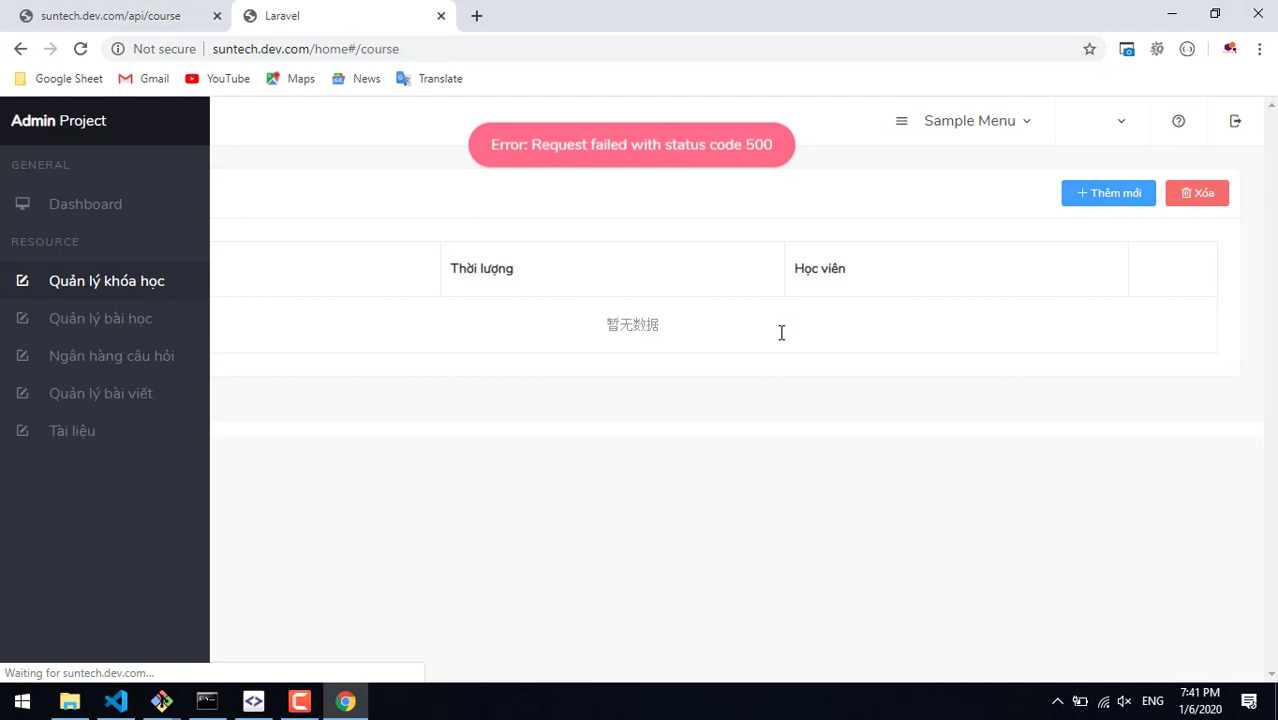 suntech.dev.com/api/course
Laravel
Not secure
suntech.dev.com/home#/course
Google Sheet
Gmail
YouTube
Maps
News
Translate
Admin Project
Sample Menu
Error: Request failed with status code 500
GENERAL
Thêm mới
Xóa
Dashboard
RESOURCE
Thời lượng
Học viên
Quản lý khóa học
Quản lý bài học
暂无数据
Ngân hàng câu hỏi
Quản lý bài viết
Tài liệu
Waiting for suntech.dev.com...
ENG
7:41 PM
1/6/2020